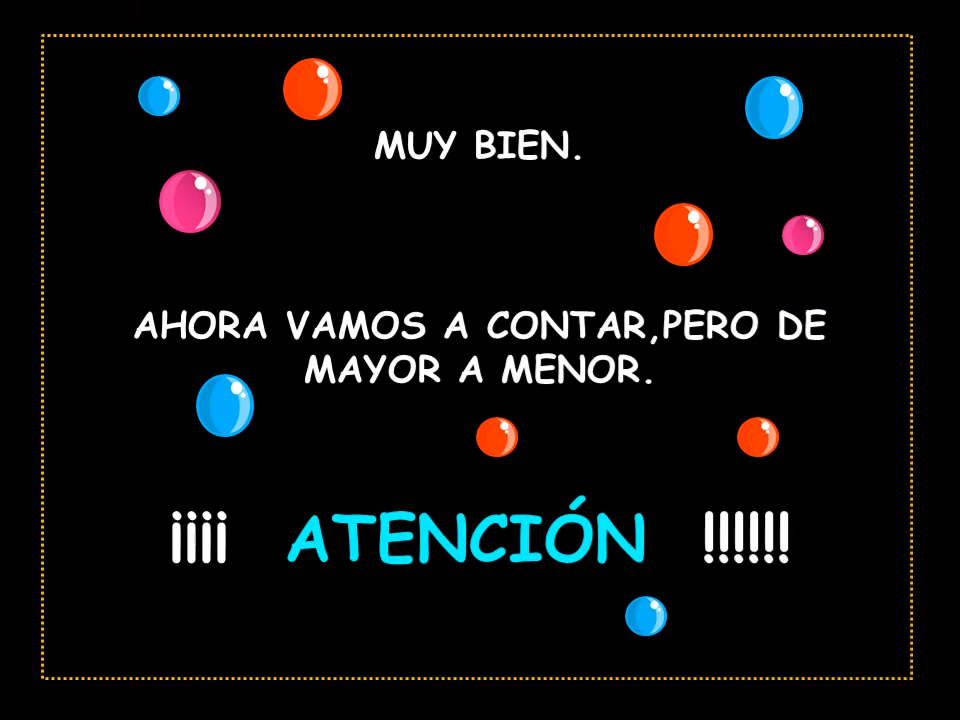 MUY BIEN.
AHORA VAMOS A CONTAR,PERO DE
MAYOR A MENOR.
¡¡¡¡ ATENCIÓN !!!!!!